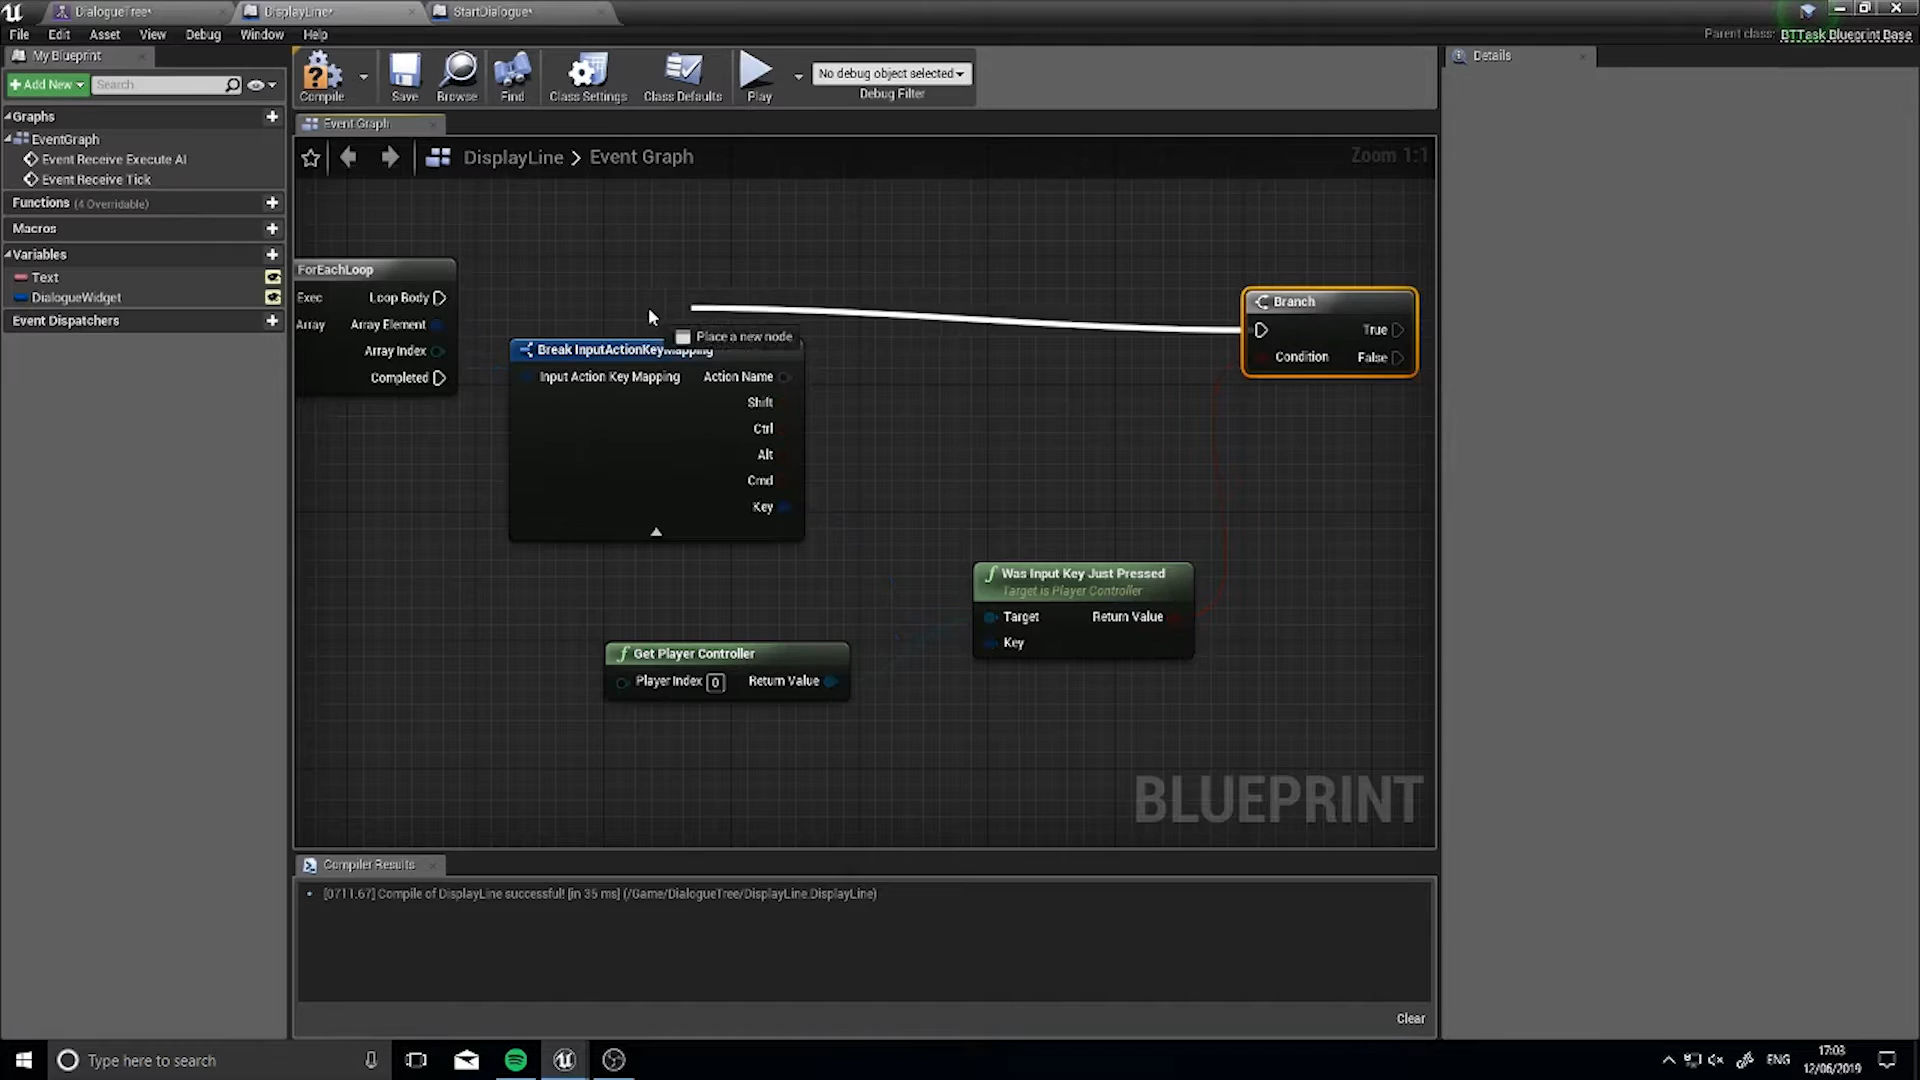 DialogueTree*
DisplayLine*
StartDialogue*
File Edit Asset View Debug Window Help
Parent class: BTTask Blueprint Base
My Blueprint
Add New
Search
Graphs
EventGraph
Event Receive Execute AI
Event Receive Tick
Functions (4 Overridable)
Macros
Variables
Text
DialogueWidget
Event Dispatchers
Compile
Save
Browse
Find
Class Settings
Class Defaults
Play
No debug object selected
Debug Filter
Event Graph
DisplayLine > Event Graph
Zoom 1:1
ForEachLoop
Exec Loop Body
Array Array Element
Array Index
Completed
Place a new node
Break InputActionKeyMapping
Input Action Key Mapping Action Name
Shift
Ctrl
Alt
Cmd
Key
Branch
True
Condition False
Was Input Key Just Pressed
Target is Player Controller
Target Return Value
Key
Get Player Controller
Player Index 0 Return Value
BLUEPRINT
Compiler Results
[0711.67] Compile of DisplayLine successful! [in 35 ms] (/Game/DialogueTree/DisplayLine.DisplayLine)
Clear
Details
Type here to search
ENG
17:03
12/06/2019